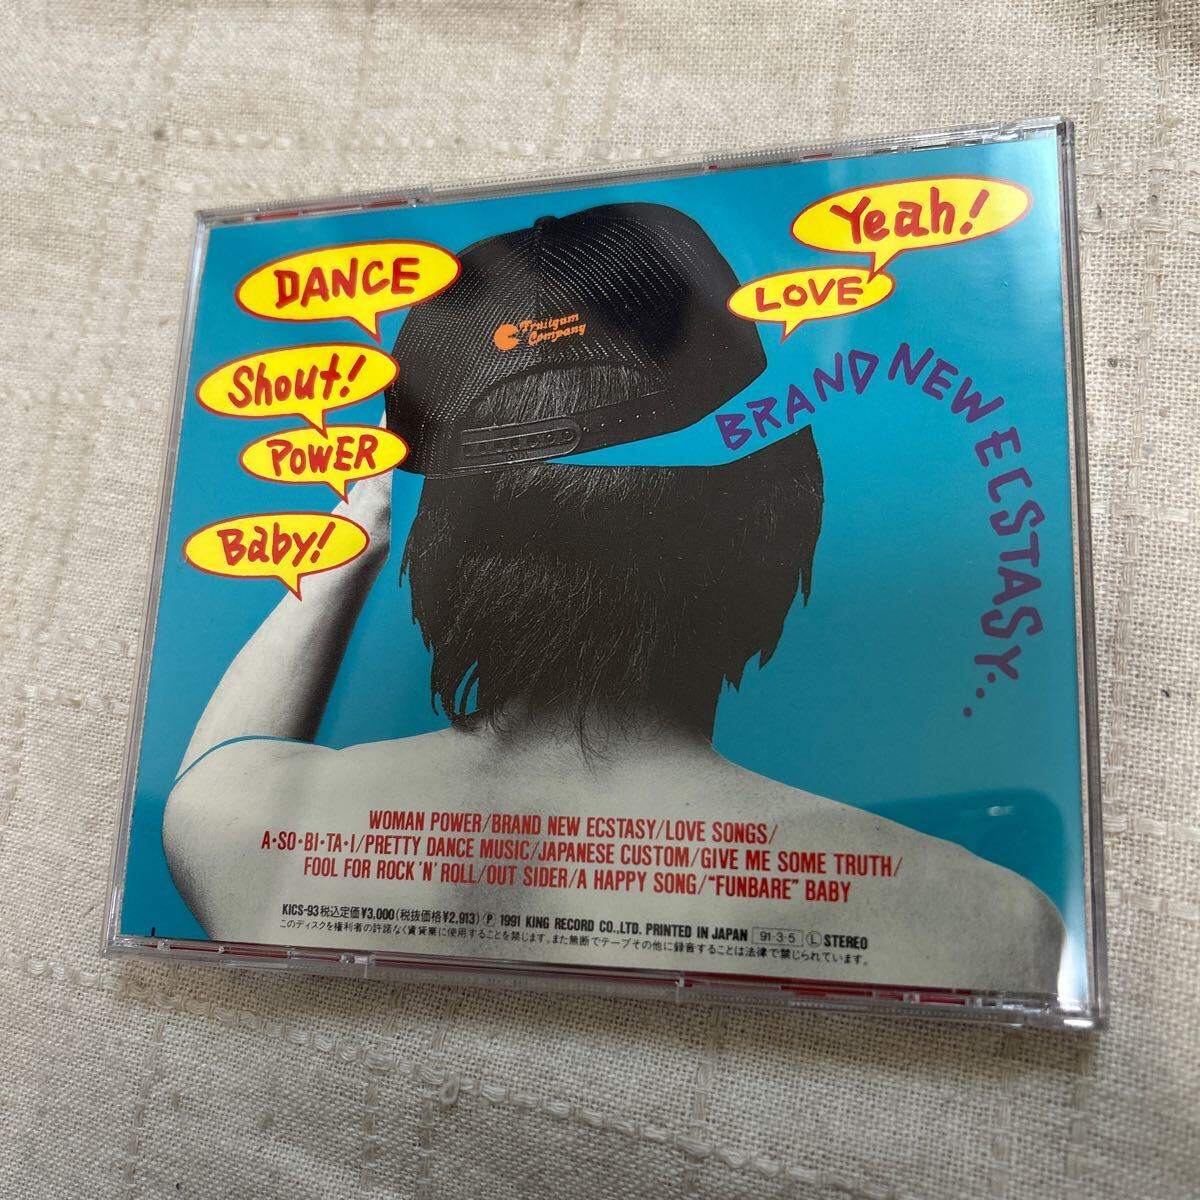 Yeah!
LOVE
DANCE
Trailgum
Company
Shout!
POWER
Baby!
BRAND NEW ECSTASY..
WOMAN POWER/BRAND NEW ECSTASY/LOVE SONGS/
A•SO•BI•TA•I/PRETTY DANCE MUSIC/JAPANESE CUSTOM/GIVE ME SOME TRUTH/
FOOL FOR ROCK 'N' ROLL/OUT SIDER/A HAPPY SONG/“FUNBARE” BABY
KICS-93 税込定価¥3,000(税抜価格¥2,913) Ⓟ 1991 KING RECORD CO.,LTD. PRINTED IN JAPAN 91・3・5 Ⓛ STEREO
このディスクを権利者の許諾なく賃貸業に使用することを禁じます。また無断でテープその他に録音することは法律で禁じられています。